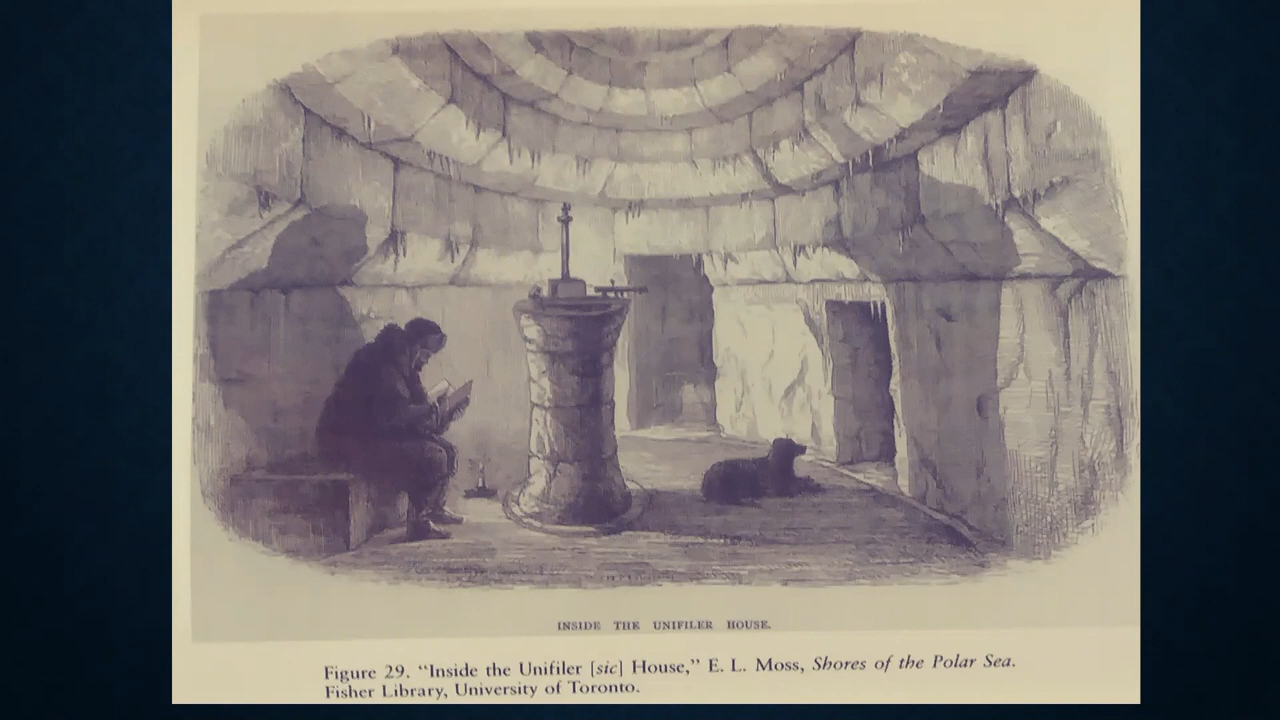 INSIDE THE UNIFILER HOUSE.
Figure 29. “Inside the Unifiler [sic] House,” E. L. Moss, Shores of the Polar Sea.
Fisher Library, University of Toronto.